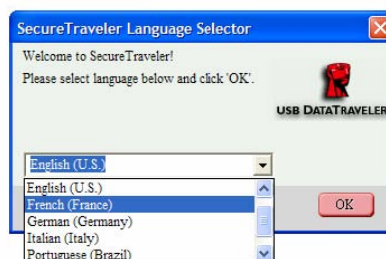 SecureTraveler Language Selector
Welcome to SecureTraveler!
Please select language below and click 'OK'.
USB DATATRAVELER
English (U.S.)
English (U.S.)
French (France)
OK
German (Germany)
Italian (Italy)
Portuguese (Brazil)